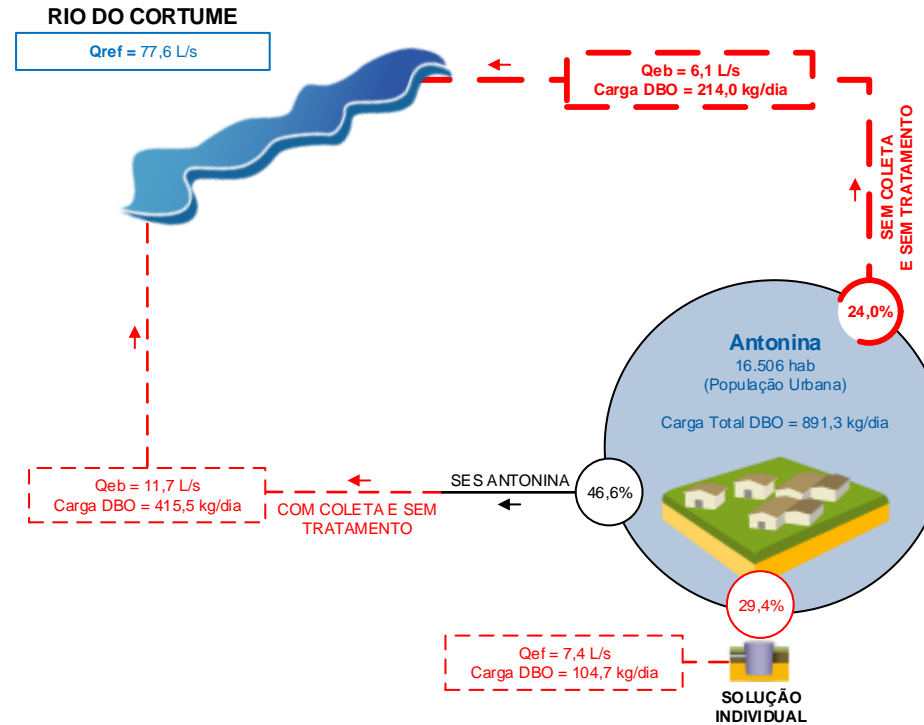 RIO DO CORTUME
Qref = 77,6 L/s
Qeb = 6,1 L/s
Carga DBO = 214,0 kg/dia
SEM COLETA
E SEM TRATAMENTO
24,0%
Antonina
16.506 hab
(População Urbana)
Carga Total DBO = 891,3 kg/dia
SES ANTONINA
46,6%
Qeb = 11,7 L/s
Carga DBO = 415,5 kg/dia
COM COLETA E SEM
TRATAMENTO
29,4%
Qef = 7,4 L/s
Carga DBO = 104,7 kg/dia
SOLUÇÃO
INDIVIDUAL